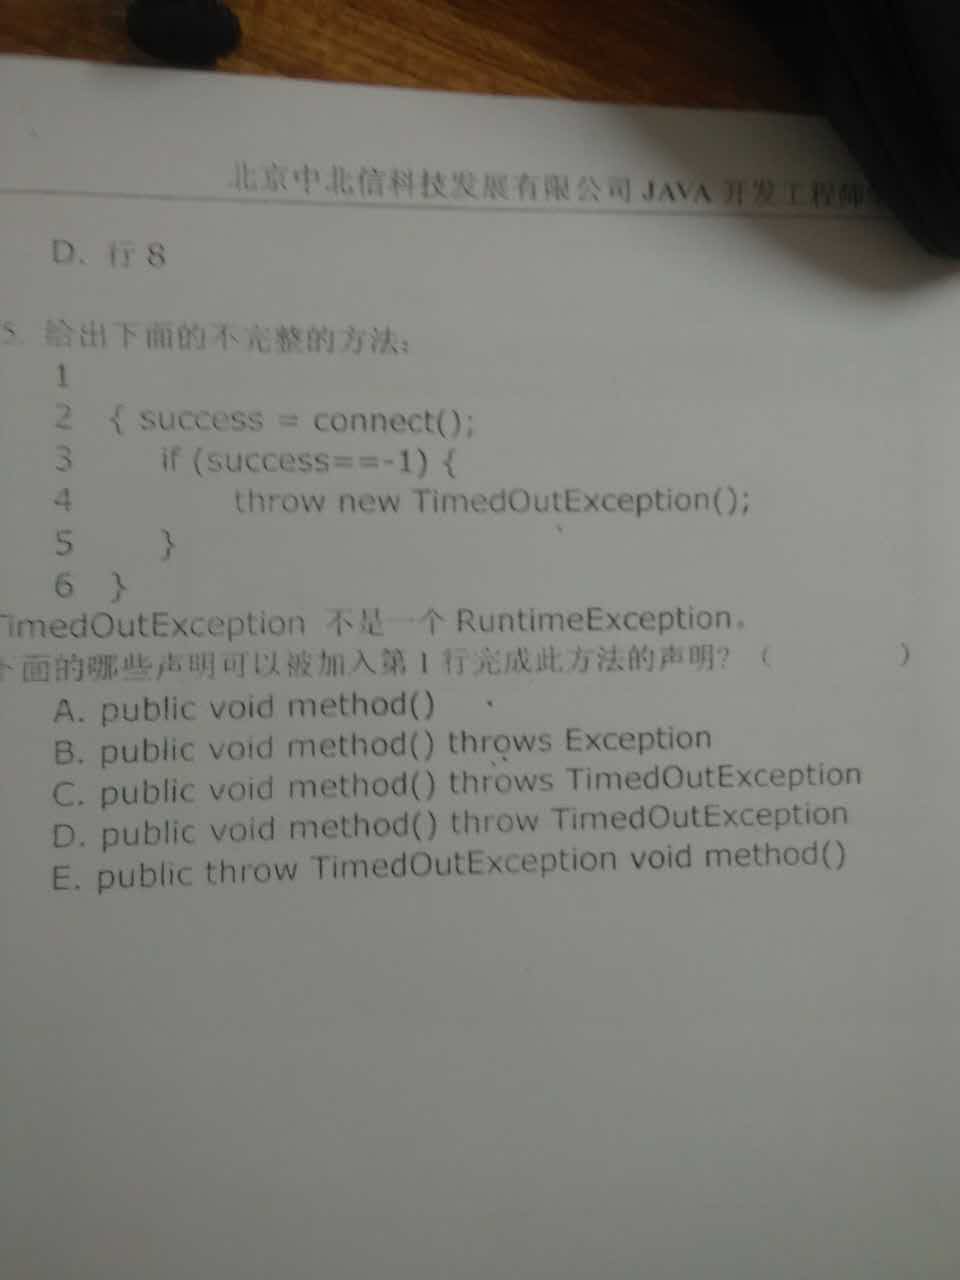 北京中北信科技发展有限公司 JAVA 开发工程师
D、行 8
5. 给出下面的不完整的方法:
1
2 { success = connect();
3 if (success==-1) {
4 throw new TimedOutException();
5 }
6 }
TimedOutException 不是一个 RuntimeException。
下面的哪些声明可以被加入第 1 行完成此方法的声明? ( )
A. public void method()
B. public void method() throws Exception
C. public void method() throws TimedOutException
D. public void method() throw TimedOutException
E. public throw TimedOutException void method()